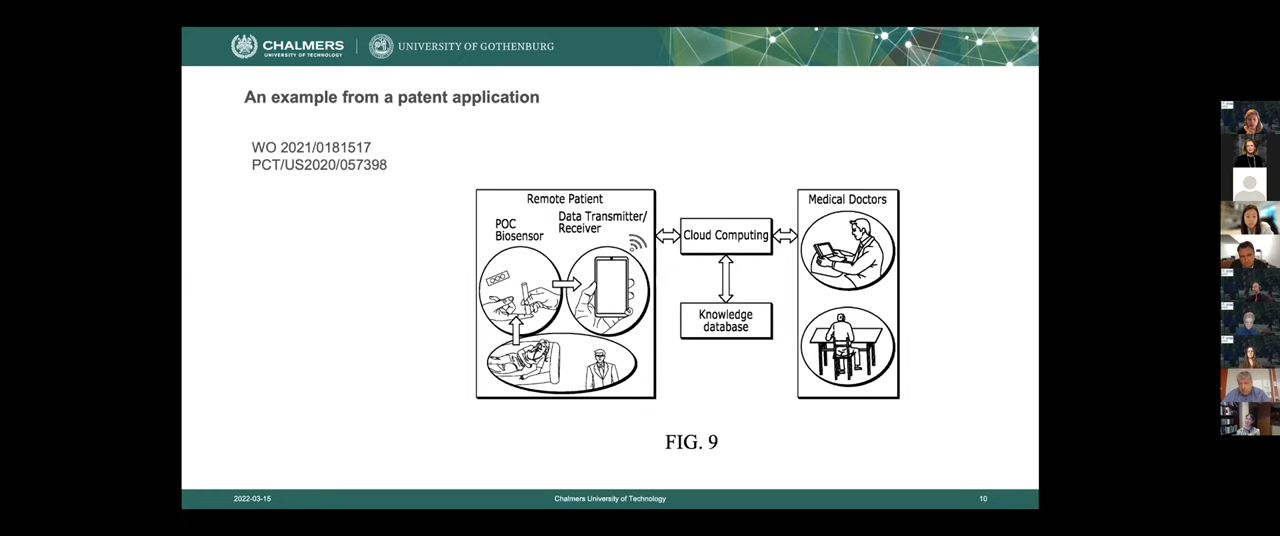 CHALMERS
UNIVERSITY OF TECHNOLOGY
UNIVERSITY OF GOTHENBURG
An example from a patent application
WO 2021/0181517
PCT/US2020/057398
Remote Patient
POC
Biosensor
Data Transmitter/
Receiver
Cloud Computing
Knowledge
database
Medical Doctors
FIG. 9
2022-03-15
Chalmers University of Technology
10